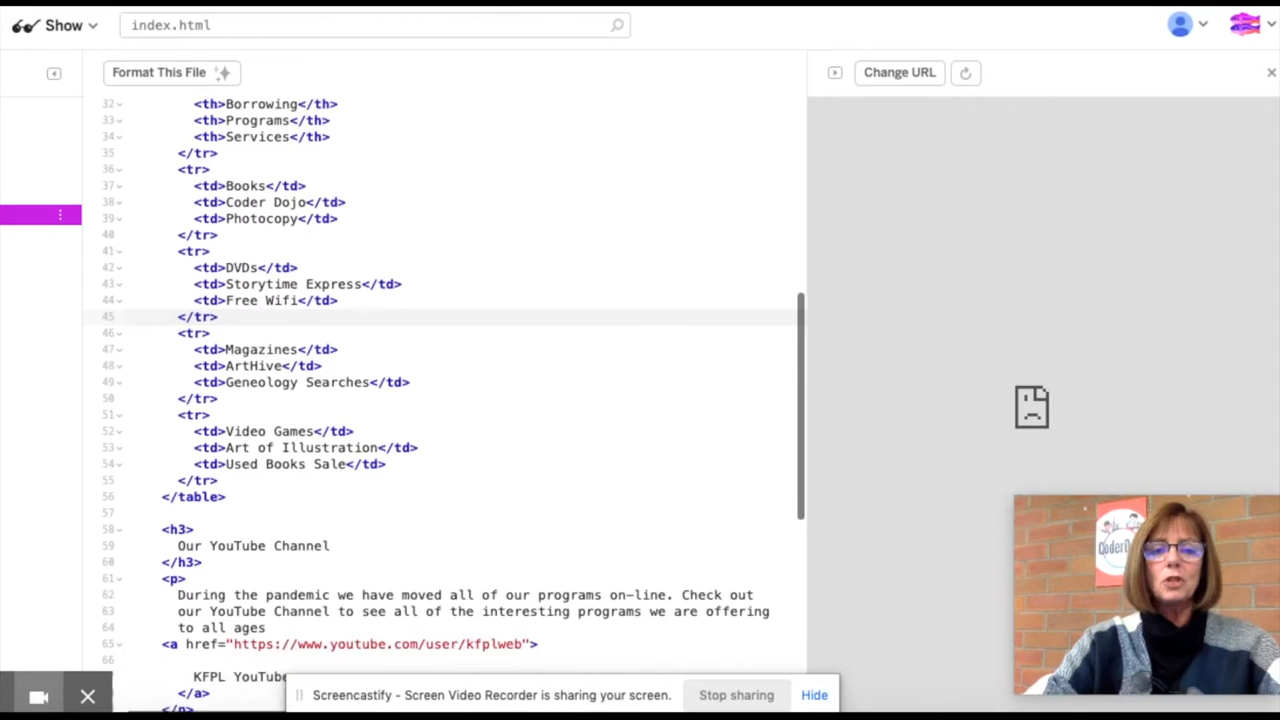 Show
index.html
Format This File
Change URL
32 <th>Borrowing</th>
33 <th>Programs</th>
34 <th>Services</th>
35 </tr>
36 <tr>
37 <td>Books</td>
38 <td>Coder Dojo</td>
39 <td>Photocopy</td>
40 </tr>
41 <tr>
42 <td>DVDs</td>
43 <td>Storytime Express</td>
44 <td>Free Wifi</td>
45 </tr>
46 <tr>
47 <td>Magazines</td>
48 <td>ArtHive</td>
49 <td>Geneology Searches</td>
50 </tr>
51 <tr>
52 <td>Video Games</td>
53 <td>Art of Illustration</td>
54 <td>Used Books Sale</td>
55 </tr>
56 </table>
57
58 <h3>
59 Our YouTube Channel
60 </h3>
61 <p>
62 During the pandemic we have moved all of our programs on-line. Check out
63 our YouTube Channel to see all of the interesting programs we are offering
64 to all ages
65 <a href="https://www.youtube.com/user/kfplweb">
66
KFPL YouTube
</a>
Screencastify - Screen Video Recorder is sharing your screen.
Stop sharing
Hide